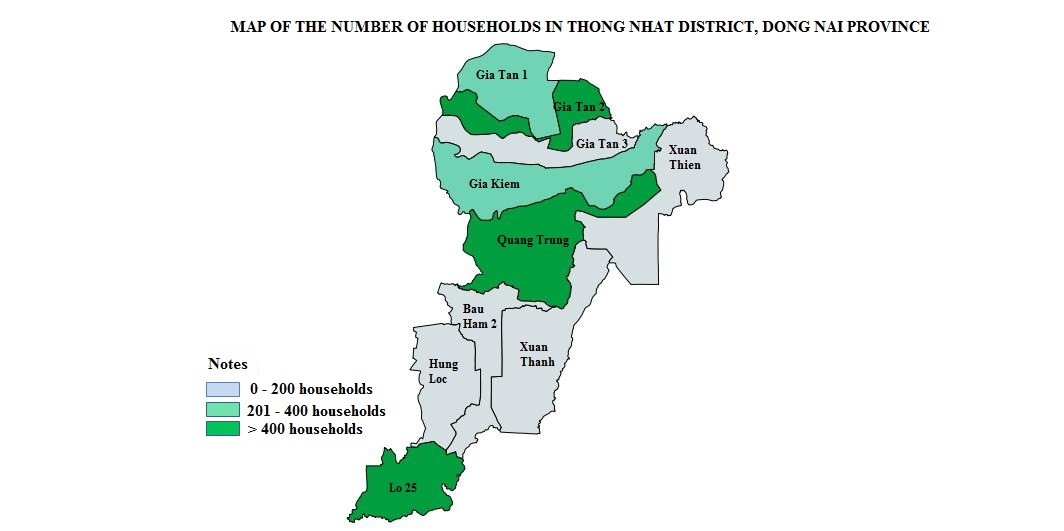 MAP OF THE NUMBER OF HOUSEHOLDS IN THONG NHAT DISTRICT, DONG NAI PROVINCE
Gia Tan 1
Gia Tan 2
Gia Tan 3
Xuan
Thien
Gia Kiem
Quang Trung
Bau
Ham 2
Xuan
Thanh
Hung
Loc
Lo 25
Notes
0 - 200 households
201 - 400 households
> 400 households